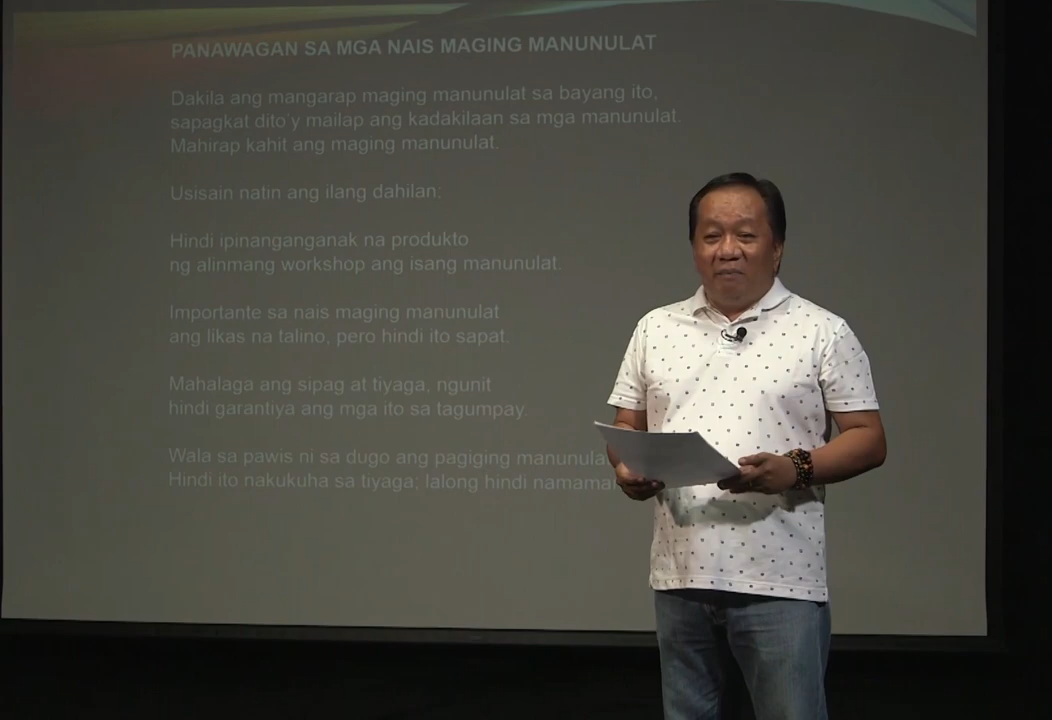 PANAWAGAN SA MGA NAIS MAGING MANUNULAT
Dakila ang mangarap maging manunulat sa bayang ito,
sapagkat dito'y mailap ang kadakilaan sa mga manunulat.
Mahirap kahit ang maging manunulat.
Usisain natin ang ilang dahilan:
Hindi ipinanganganak na produkto
ng alinmang workshop ang isang manunulat.
Importante sa nais maging manunulat
ang likas na talino, pero hindi ito sapat.
Mahalaga ang sipag at tiyaga, ngunit
hindi garantiya ang mga ito sa tagumpay.
Wala sa pawis ni sa dugo ang pagiging
Hindi ito nakukuha sa tiyaga; lalong hindi